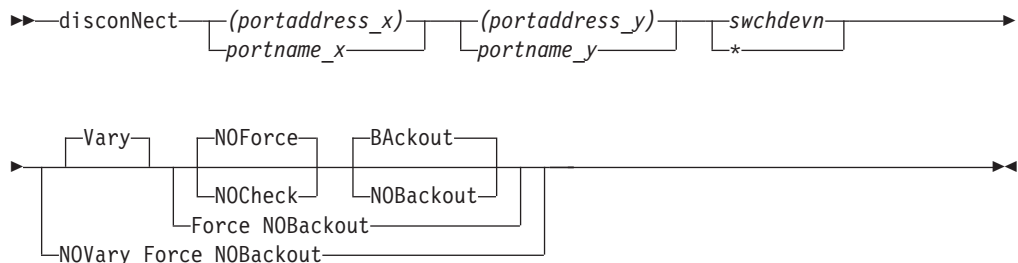 disconNect (portaddress_x) (portaddress_y) swchdevn
portname_x portname_y *
Vary NOForce BAckout
NOCheck NOBackout
Force NOBackout
NOVary Force NOBackout